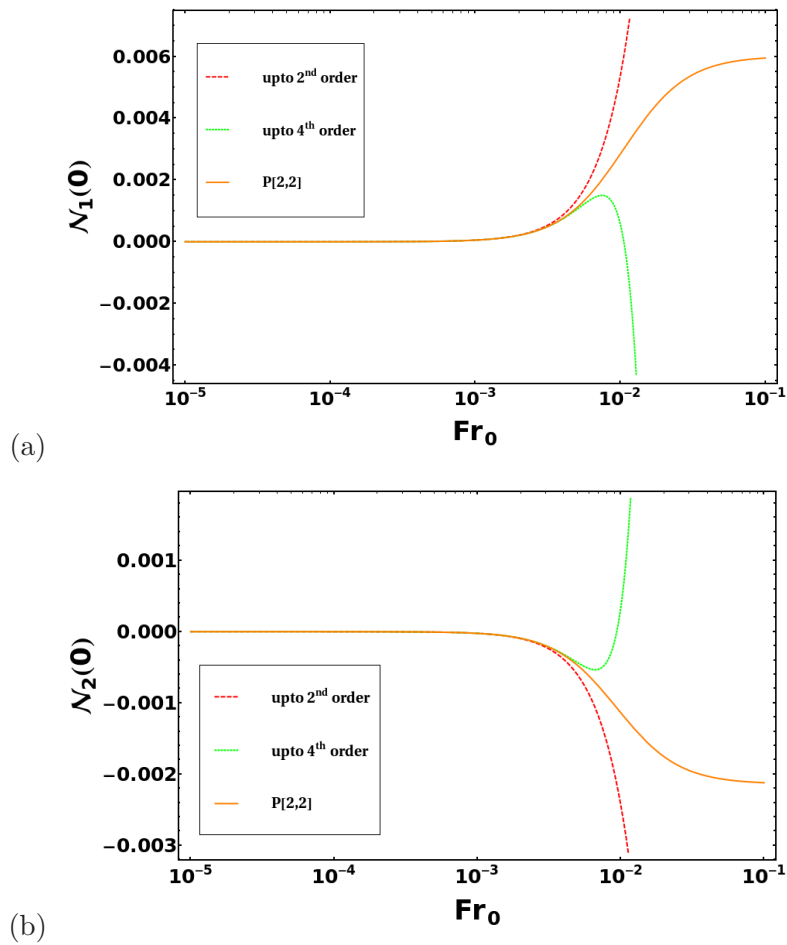 0.006
0.004
0.002
0.000
−0.002
−0.004
𝒩₁(0)
upto 2ⁿᵈ order
upto 4ᵗʰ order
P[2,2]
10⁻⁵ 10⁻⁴ 10⁻³ 10⁻² 10⁻¹
Fr₀
(a)
0.001
0.000
−0.001
−0.002
−0.003
𝒩₂(0)
upto 2ⁿᵈ order
upto 4ᵗʰ order
P[2,2]
10⁻⁵ 10⁻⁴ 10⁻³ 10⁻² 10⁻¹
Fr₀
(b)